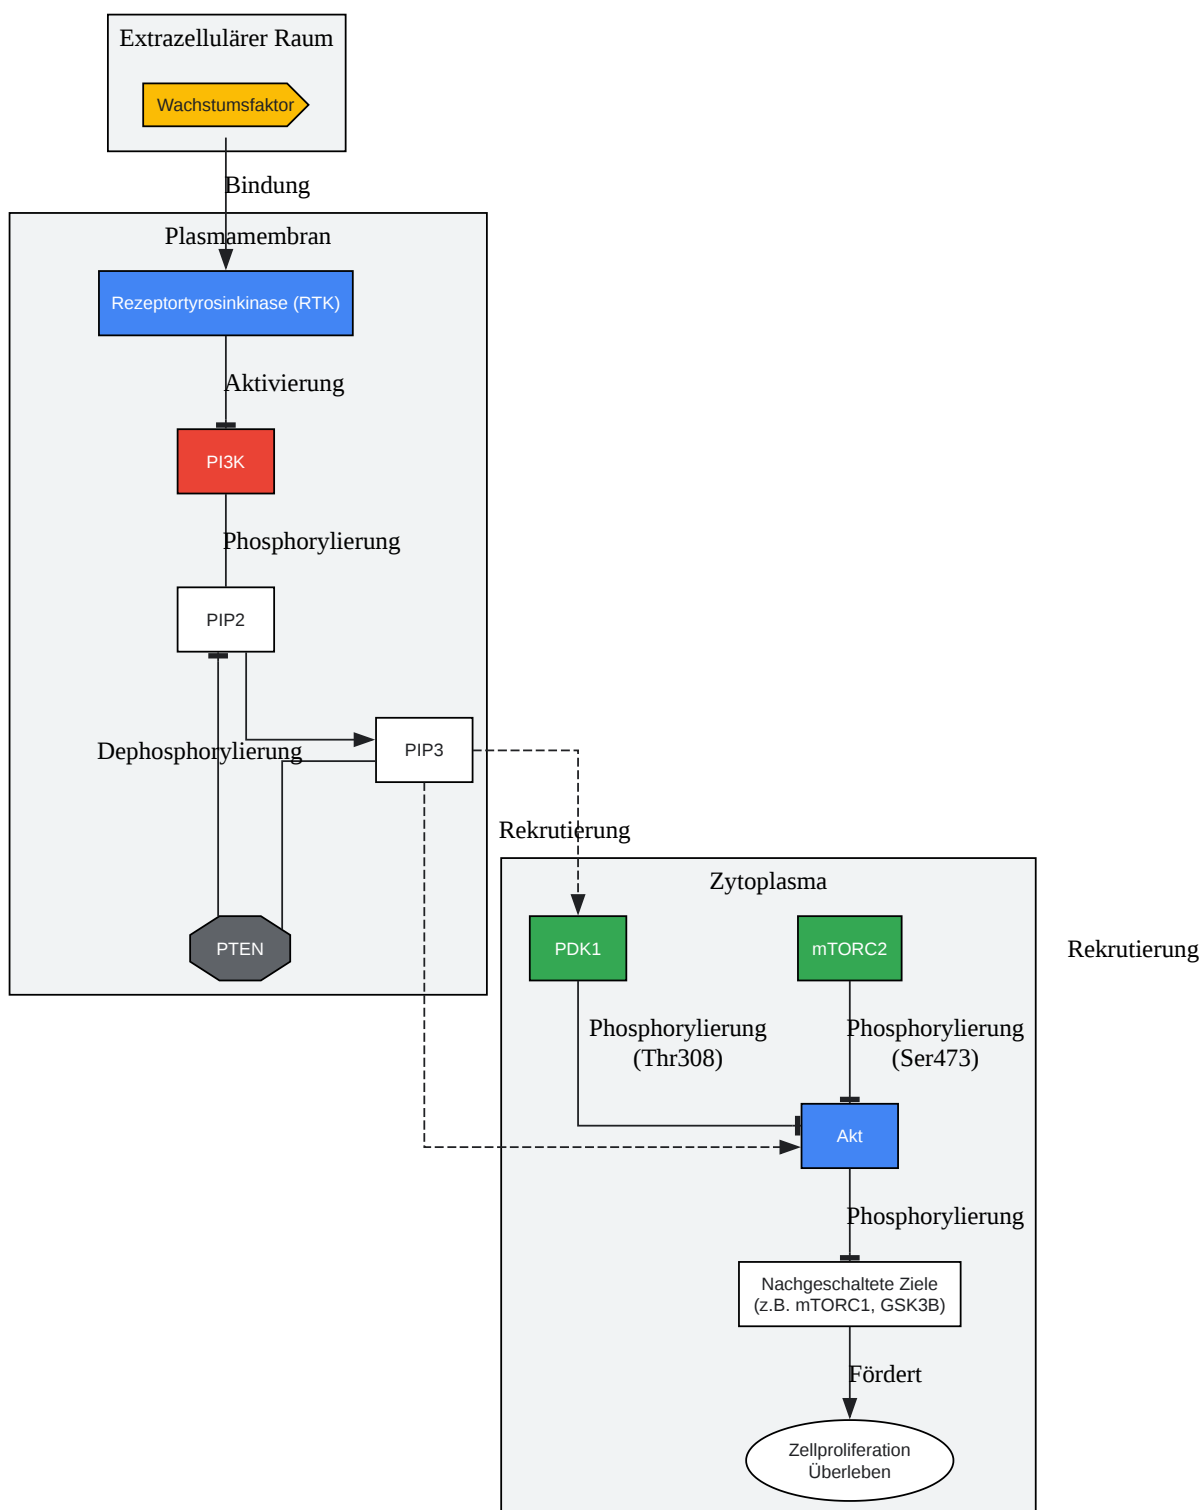 Extrazellulärer Raum
Wachstumsfaktor
Bindung
Plasmamembran
Rezeptortyrosinkinase (RTK)
Aktivierung
PI3K
Phosphorylierung
PIP2
PIP3
Dephosphorylierung
Rekrutierung
Zytoplasma
PTEN
PDK1
mTORC2
Rekrutierung
Phosphorylierung
(Thr308)
Phosphorylierung
(Ser473)
Akt
Phosphorylierung
Nachgeschaltete Ziele
(z.B. mTORC1, GSK3B)
Fördert
Zellproliferation
Überleben